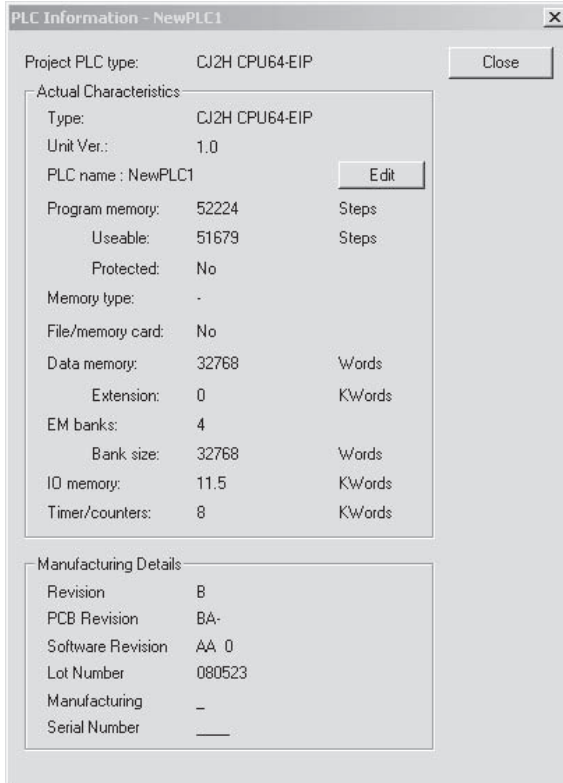 PLC Information - NewPLC1
Project PLC type: CJ2H CPU64-EIP Close
Actual Characteristics
Type: CJ2H CPU64-EIP
Unit Ver.: 1.0
PLC name : NewPLC1 Edit
Program memory: 52224 Steps
Useable: 51679 Steps
Protected: No
Memory type: -
File/memory card: No
Data memory: 32768 Words
Extension: 0 KWords
EM banks: 4
Bank size: 32768 Words
IO memory: 11.5 KWords
Timer/counters: 8 KWords
Manufacturing Details
Revision B
PCB Revision BA-
Software Revision AA 0
Lot Number 080523
Manufacturing _
Serial Number ____